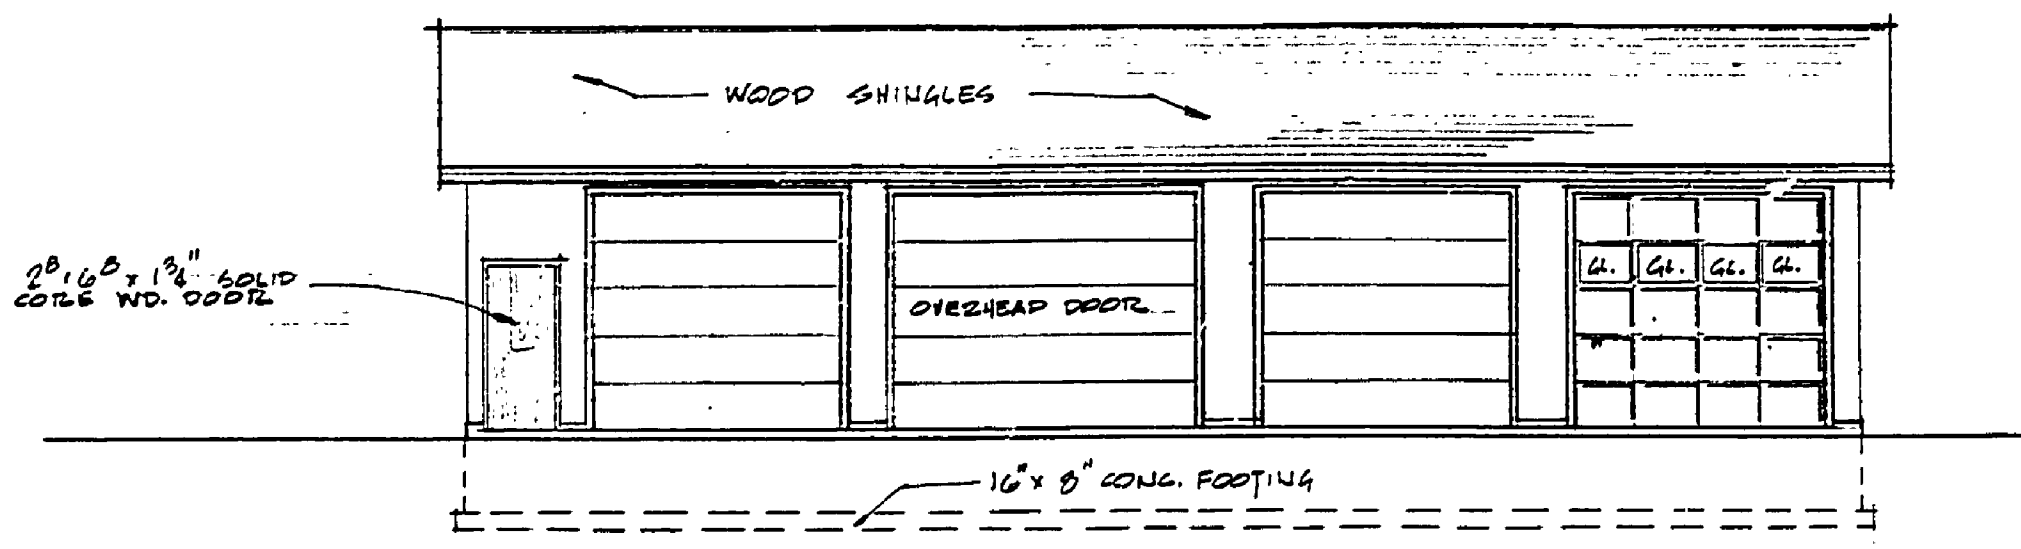 WOOD SHINGLES
2⁸ x 6⁸ x 1¾" SOLID
CORE WD. DOOR
OVERHEAD DOOR
GL. GL. GL. GL.
16" x 8" CONC. FOOTING